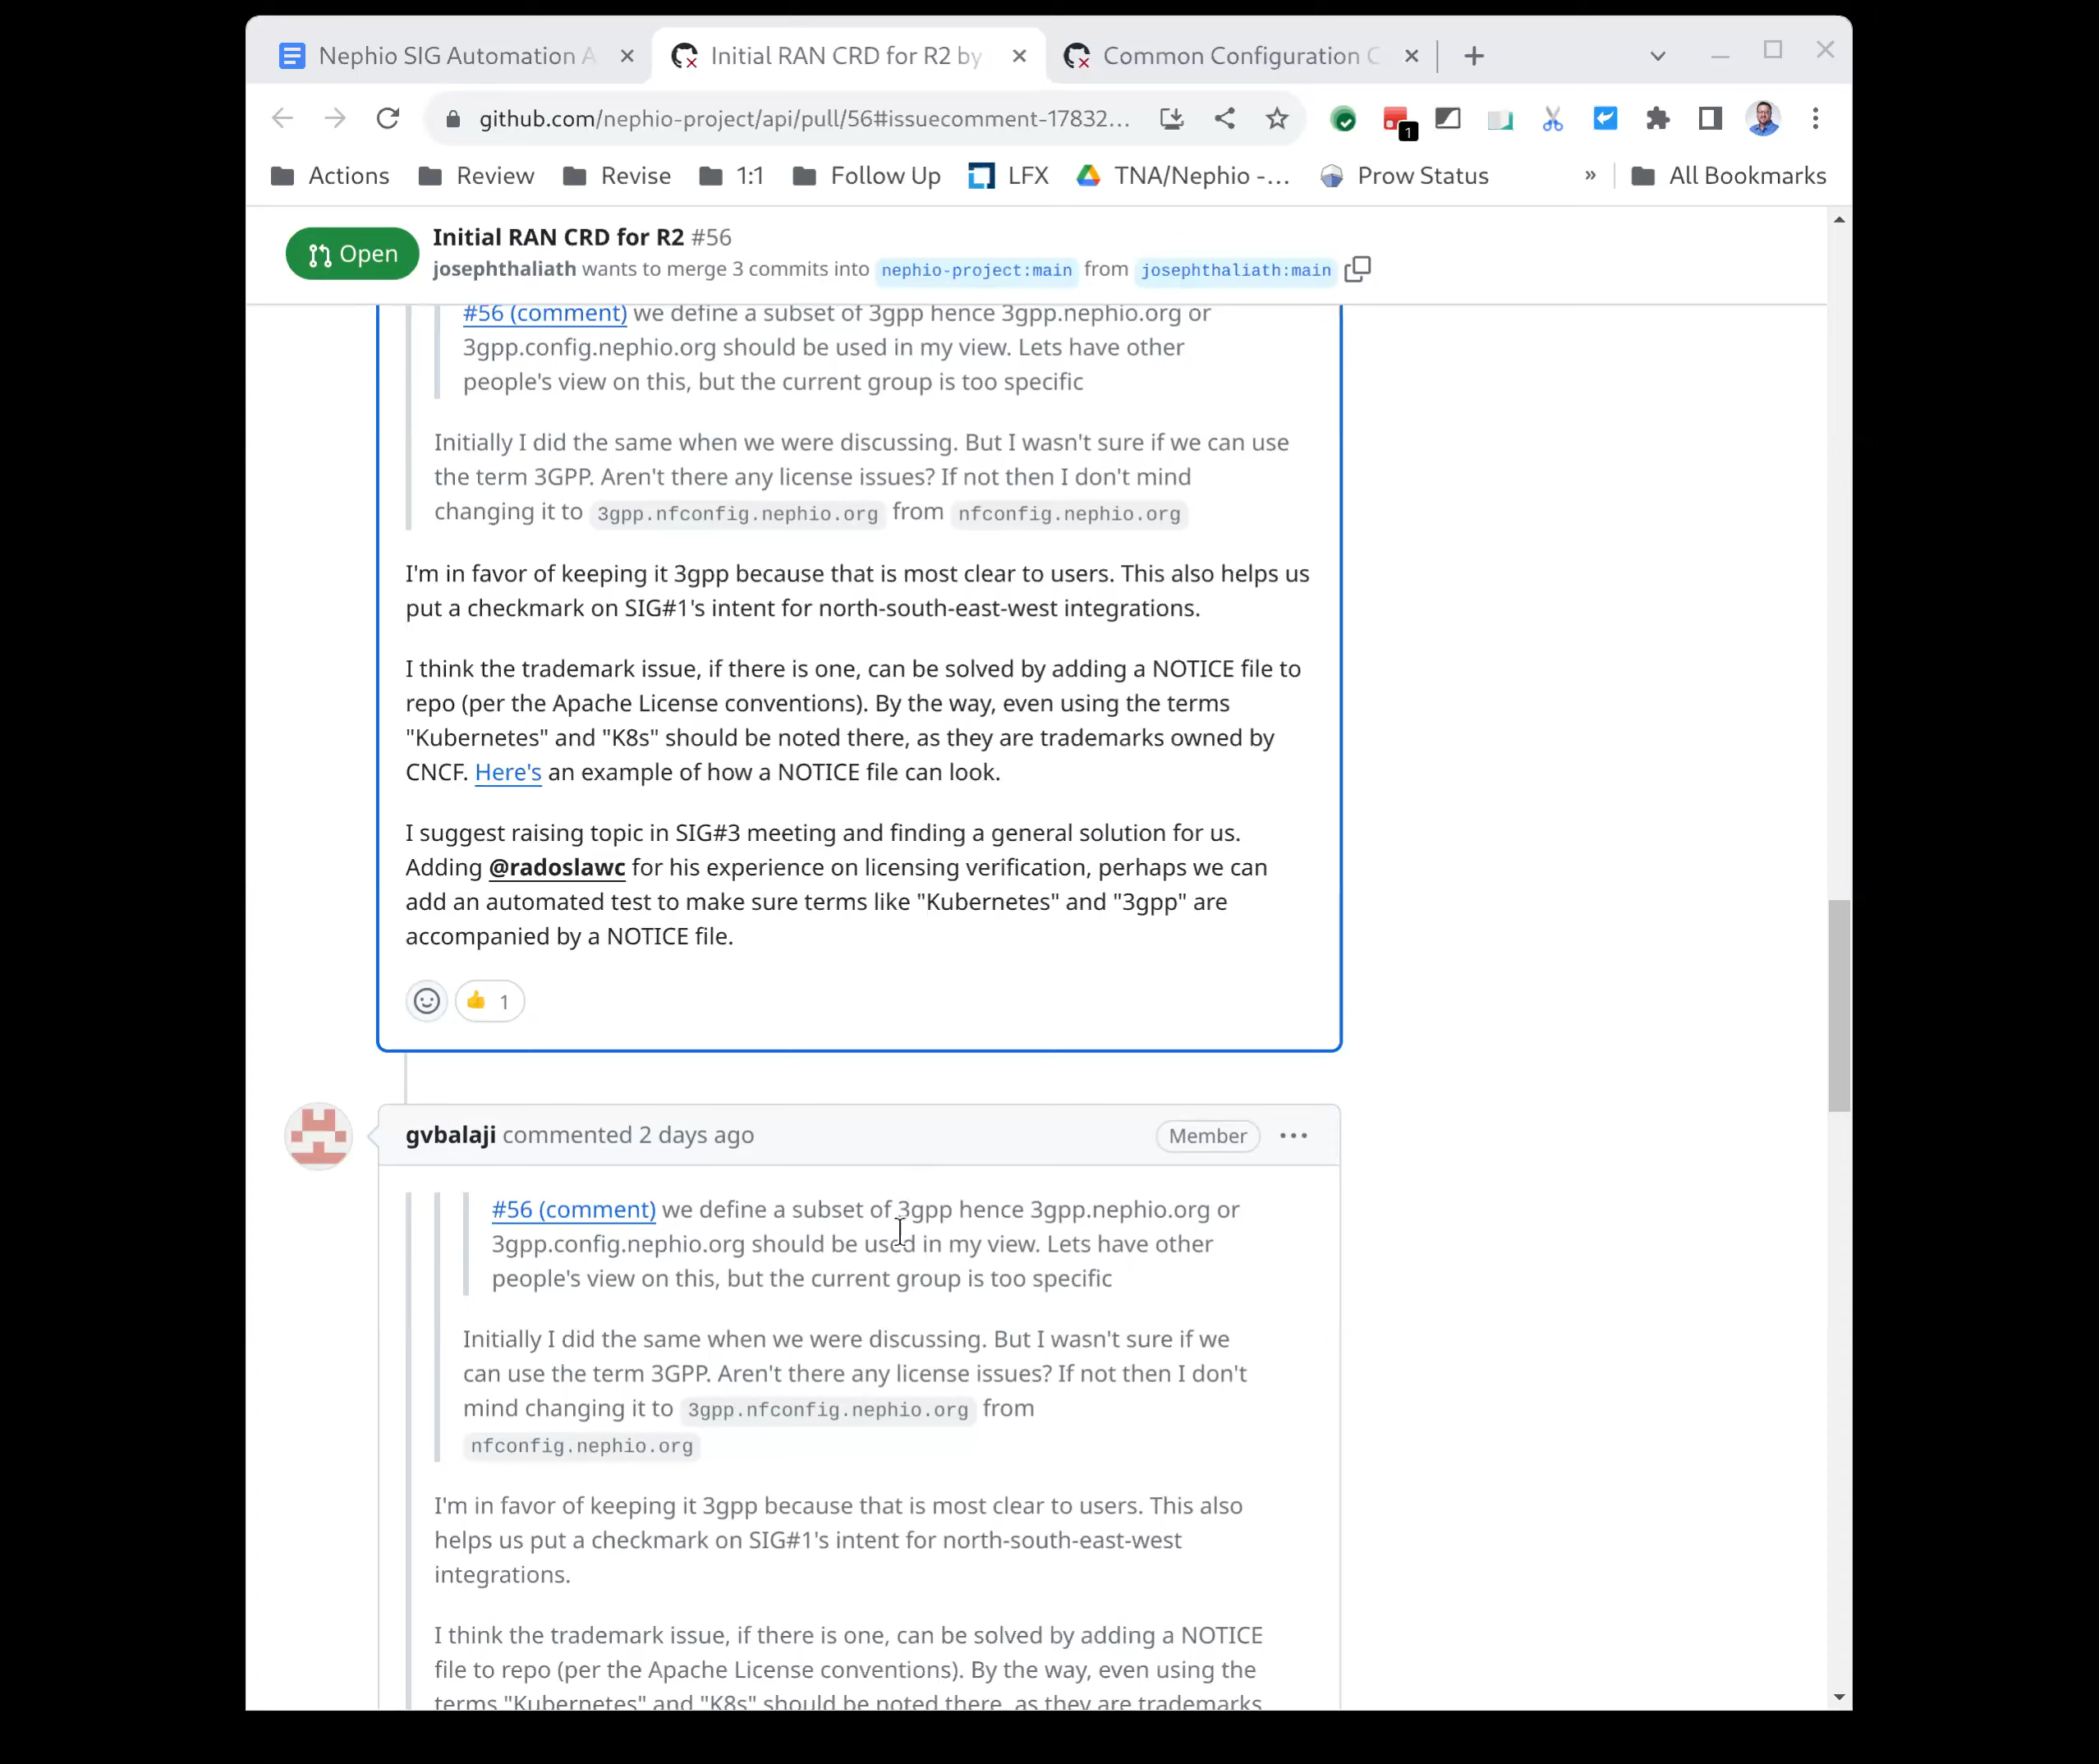 Nephio SIG Automation A
Initial RAN CRD for R2 by
Common Configuration C
github.com/nephio-project/api/pull/56#issuecomment-17832...
1
Actions
Review
Revise
1:1
Follow Up
LFX
TNA/Nephio -...
Prow Status
»
All Bookmarks
Open
Initial RAN CRD for R2 #56
josephthaliath wants to merge 3 commits into nephio-project:main from josephthaliath:main
#56 (comment) we define a subset of 3gpp hence 3gpp.nephio.org or
3gpp.config.nephio.org should be used in my view. Lets have other
people's view on this, but the current group is too specific
Initially I did the same when we were discussing. But I wasn't sure if we can use
the term 3GPP. Aren't there any license issues? If not then I don't mind
changing it to 3gpp.nfconfig.nephio.org from nfconfig.nephio.org
I'm in favor of keeping it 3gpp because that is most clear to users. This also helps us
put a checkmark on SIG#1's intent for north-south-east-west integrations.
I think the trademark issue, if there is one, can be solved by adding a NOTICE file to
repo (per the Apache License conventions). By the way, even using the terms
"Kubernetes" and "K8s" should be noted there, as they are trademarks owned by
CNCF. Here's an example of how a NOTICE file can look.
I suggest raising topic in SIG#3 meeting and finding a general solution for us.
Adding @radoslawc for his experience on licensing verification, perhaps we can
add an automated test to make sure terms like "Kubernetes" and "3gpp" are
accompanied by a NOTICE file.
👍 1
gvbalaji commented 2 days ago
Member
#56 (comment) we define a subset of 3gpp hence 3gpp.nephio.org or
3gpp.config.nephio.org should be used in my view. Lets have other
people's view on this, but the current group is too specific
Initially I did the same when we were discussing. But I wasn't sure if we
can use the term 3GPP. Aren't there any license issues? If not then I don't
mind changing it to 3gpp.nfconfig.nephio.org from
nfconfig.nephio.org
I'm in favor of keeping it 3gpp because that is most clear to users. This also
helps us put a checkmark on SIG#1's intent for north-south-east-west
integrations.
I think the trademark issue, if there is one, can be solved by adding a NOTICE
file to repo (per the Apache License conventions). By the way, even using the
terms "Kubernetes" and "K8s" should be noted there, as they are trademarks